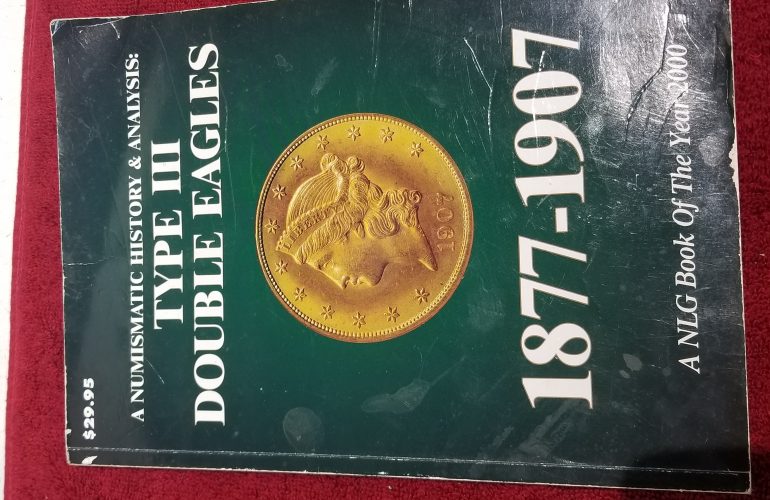 $29.95
A NUMISMATIC HISTORY & ANALYSIS:
TYPE III
DOUBLE EAGLES
LIBERTY
1907
1877-1907
A NLG Book Of The Year 2000